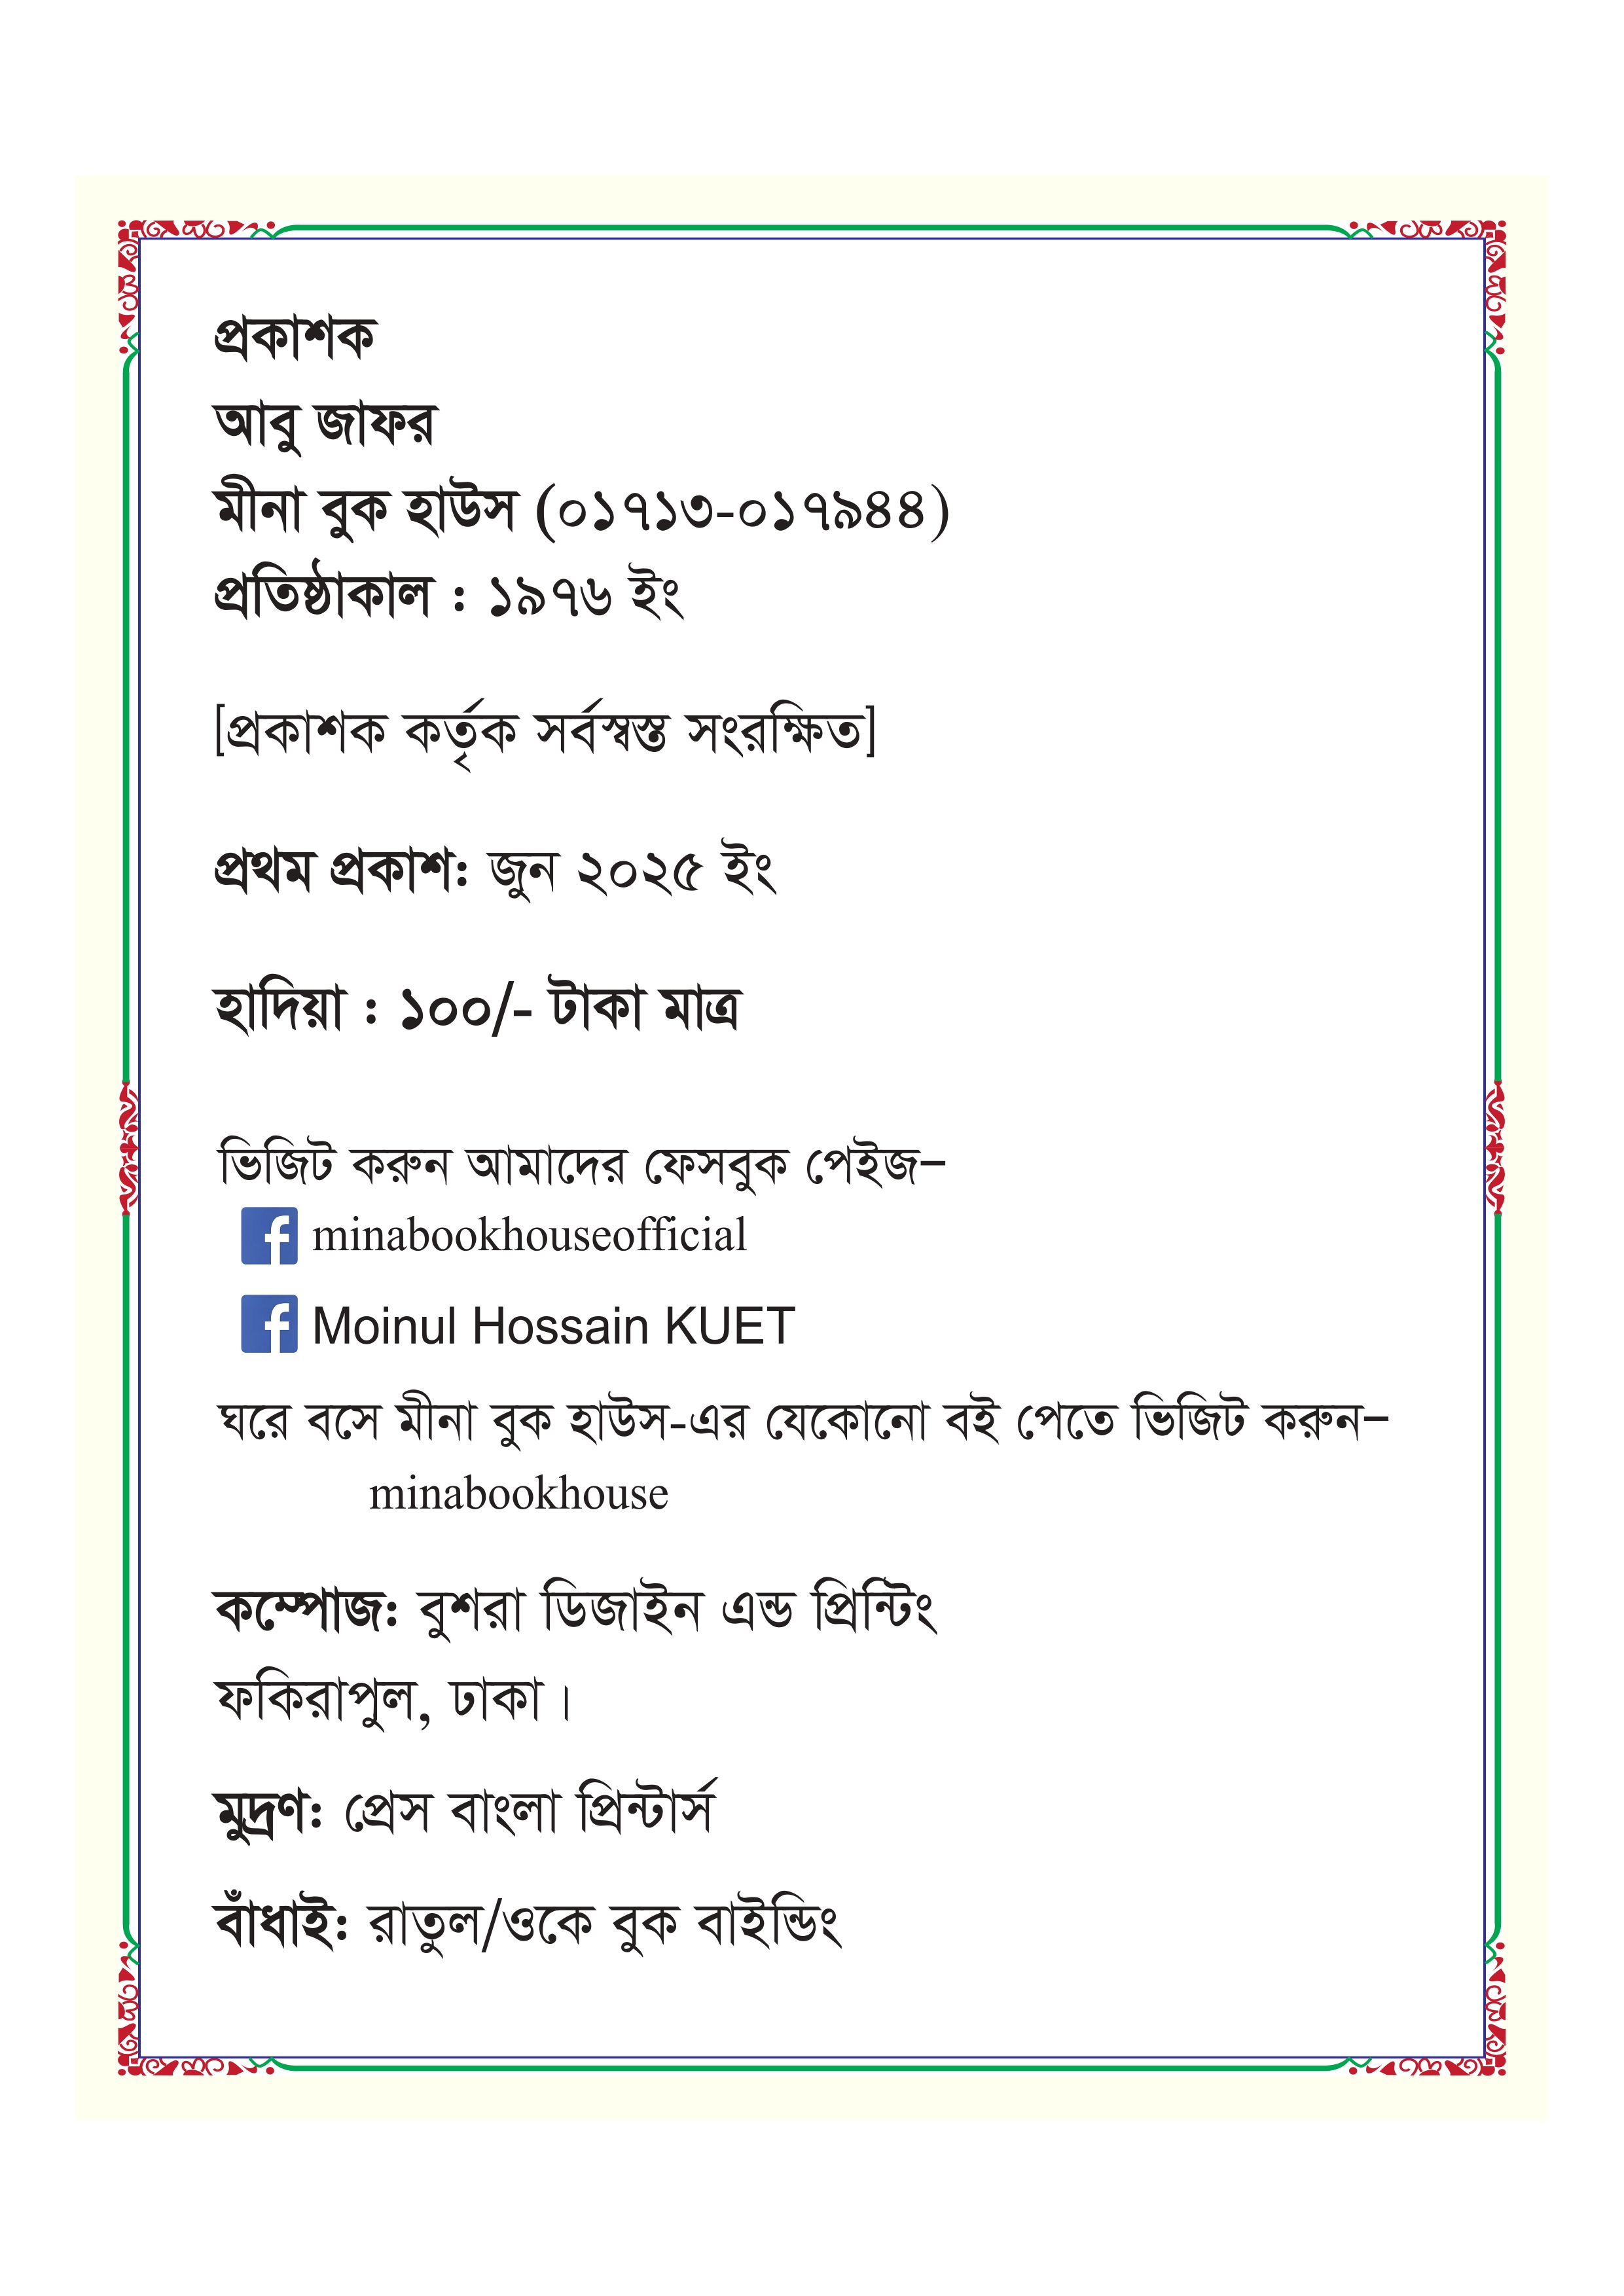 প্রকাশক
আবু জাফর
মীনা বুক হাউস (০১৭১৩-০১৭৯৪৪)
প্রতিষ্ঠাকাল : ১৯৭৬ ইং
[প্রকাশক কর্তৃক সর্বস্বস্ত সংরক্ষিত]
প্রথম প্রকাশ: জুন ২০২৫ ইং
হাদিয়া : ১০০/- টাকা মাত্র
ভিজিট করুন আমাদের ফেসবুক পেইজ–
minabookhouseofficial
Moinul Hossain KUET
ঘরে বসে মীনা বুক হাউস-এর যেকোনো বই পেতে ভিজিট করুন–
minabookhouse
কম্পোজ: বুশরা ডিজাইন এন্ড প্রিন্টিং
ফকিরাপুল, ঢাকা।
মুদ্রণ: প্রেস বাংলা প্রিন্টার্স
বাঁধাই: রাতুল/ওকে বুক বাইন্ডিং